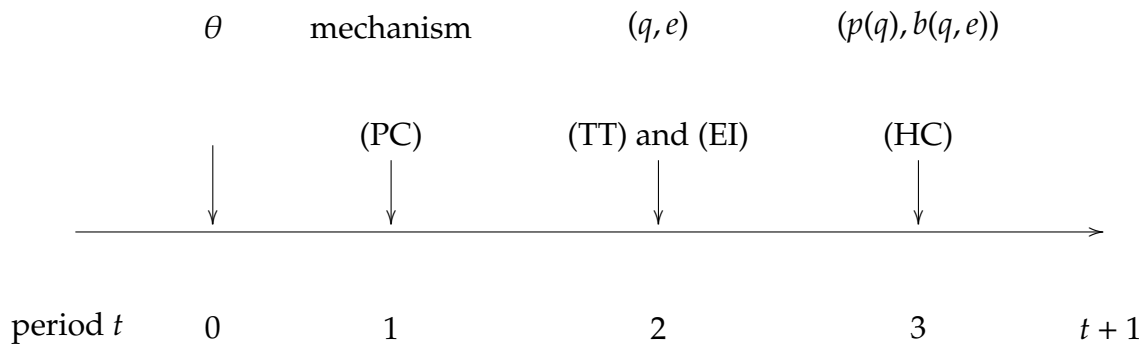 θ mechanism (q, e) (p(q), b(q, e))
(PC) (TT) and (EI) (HC)
period t 0 1 2 3 t + 1